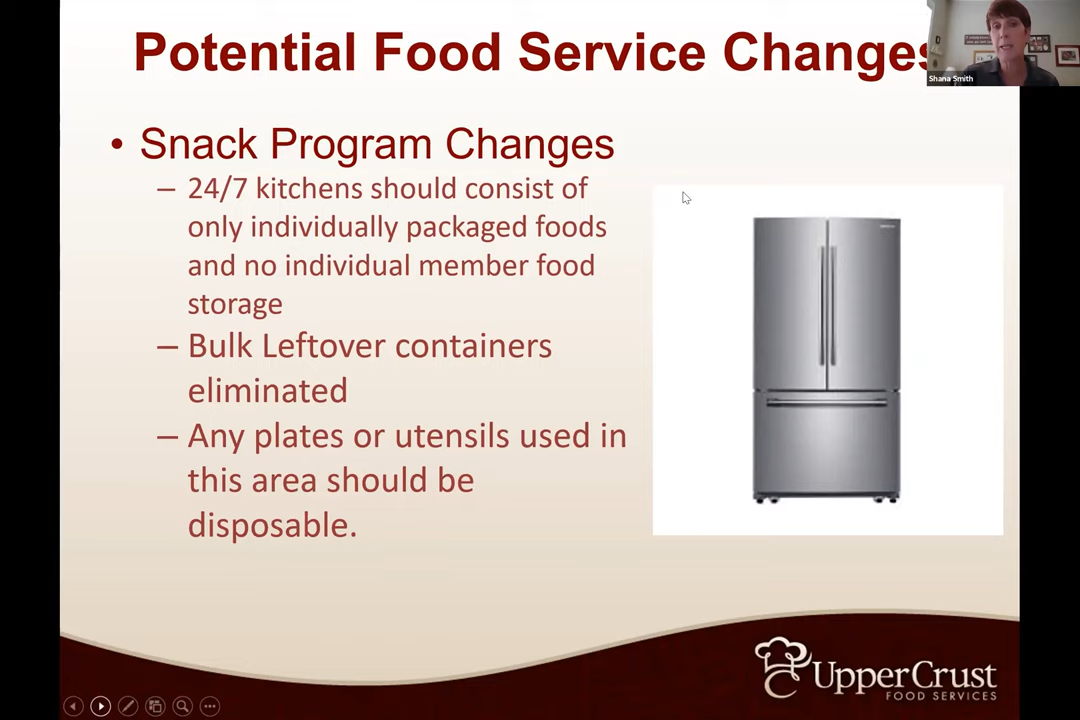 Potential Food Service Changes
Shana Smith
• Snack Program Changes
– 24/7 kitchens should consist of
only individually packaged foods
and no individual member food
storage
– Bulk Leftover containers
eliminated
– Any plates or utensils used in
this area should be
disposable.
UpperCrust
FOOD SERVICES